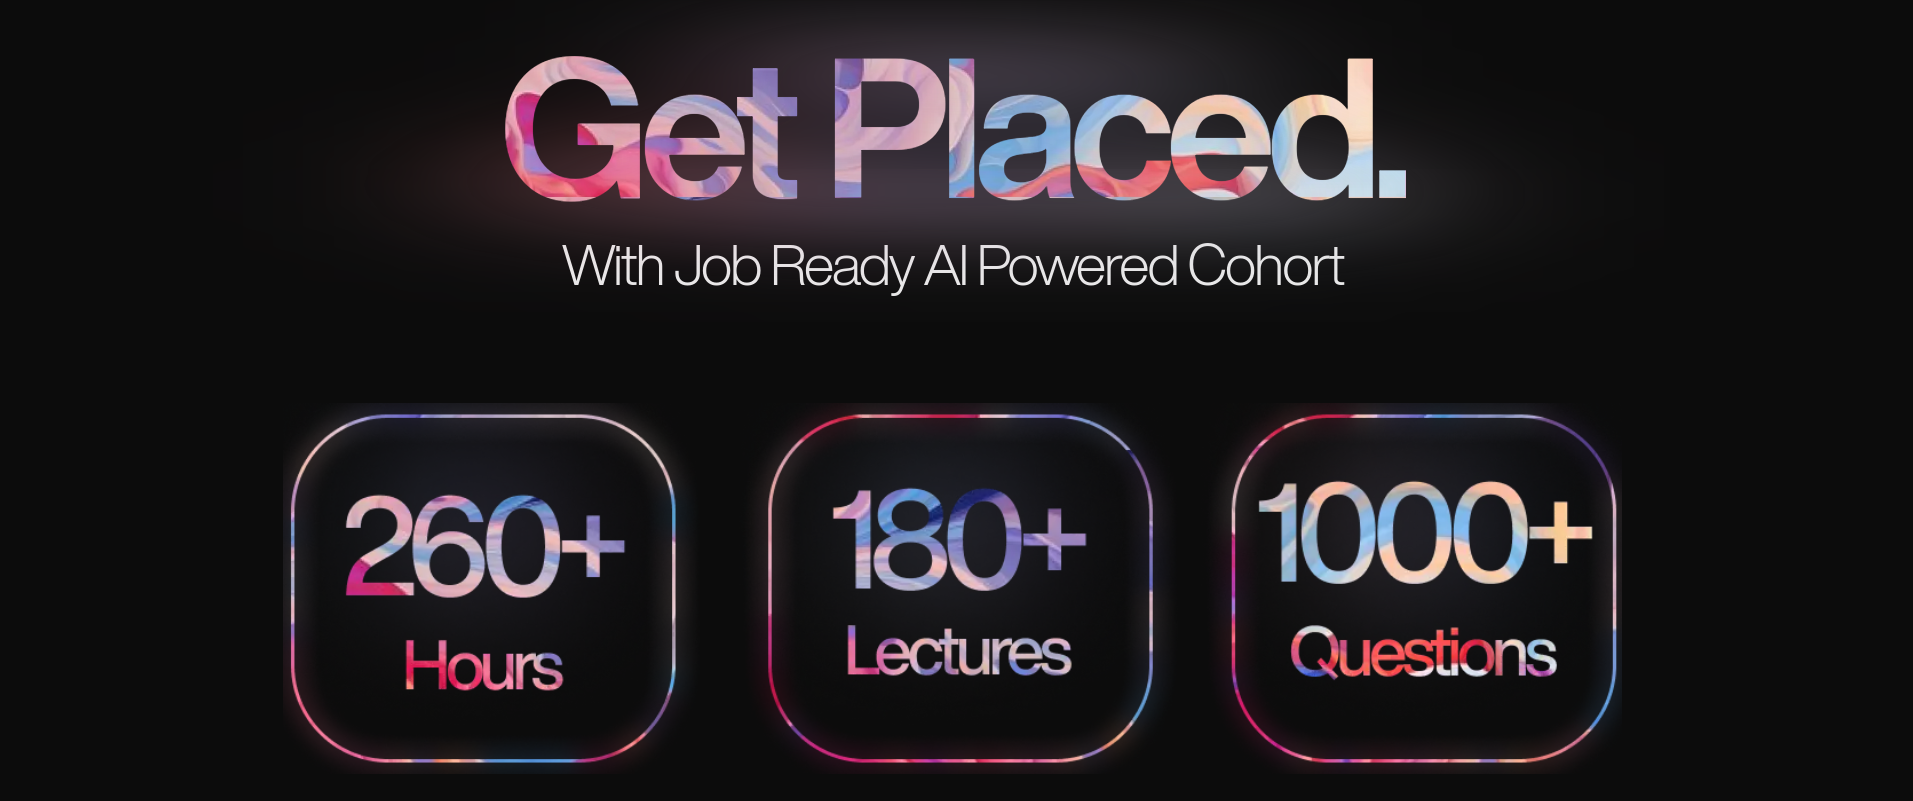 Get Placed.
With Job Ready AI Powered Cohort
260+
Hours
180+
Lectures
1000+
Questions